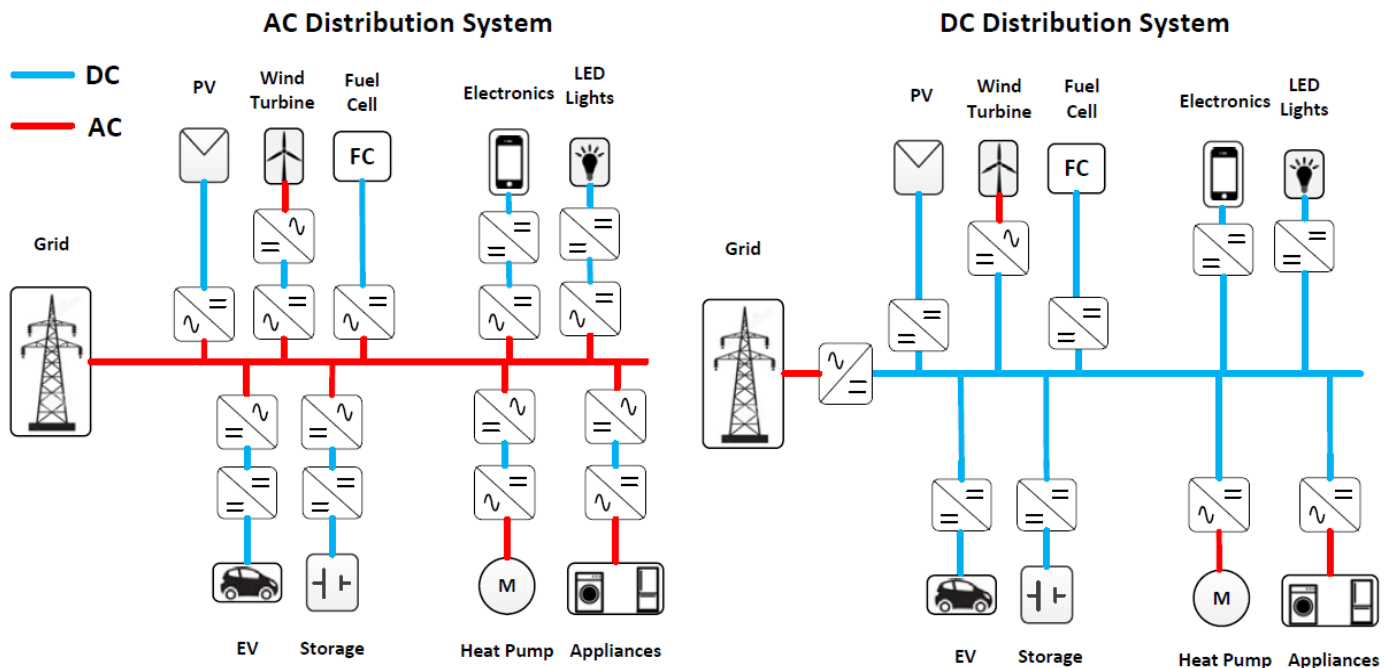 AC Distribution System
DC
AC
PV
Wind
Turbine
Fuel
Cell
Electronics
LED
Lights
FC
Grid
M
EV
Storage
Heat Pump
Appliances
DC Distribution System
PV
Wind
Turbine
Fuel
Cell
Electronics
LED
Lights
FC
Grid
M
EV
Storage
Heat Pump
Appliances